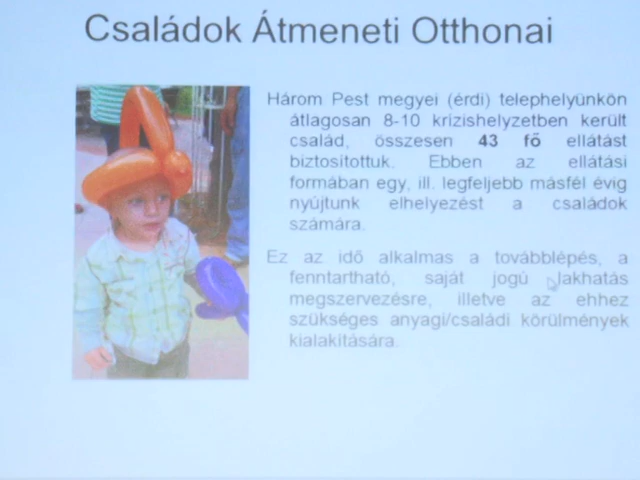 Családok Átmeneti Otthonai
Három Pest megyei (érdi) telephelyünkön
átlagosan 8-10 krízishelyzetben került
család, összesen 43 fő ellátást
biztosítottuk. Ebben az ellátási
formában egy, ill. legfeljebb másfél évig
nyújtunk elhelyezést a családok
számára.
Ez az idő alkalmas a továbblépés, a
fenntartható, saját jogú lakhatás
megszervezésre, illetve az ehhez
szükséges anyagi/családi körülmények
kialakítására.